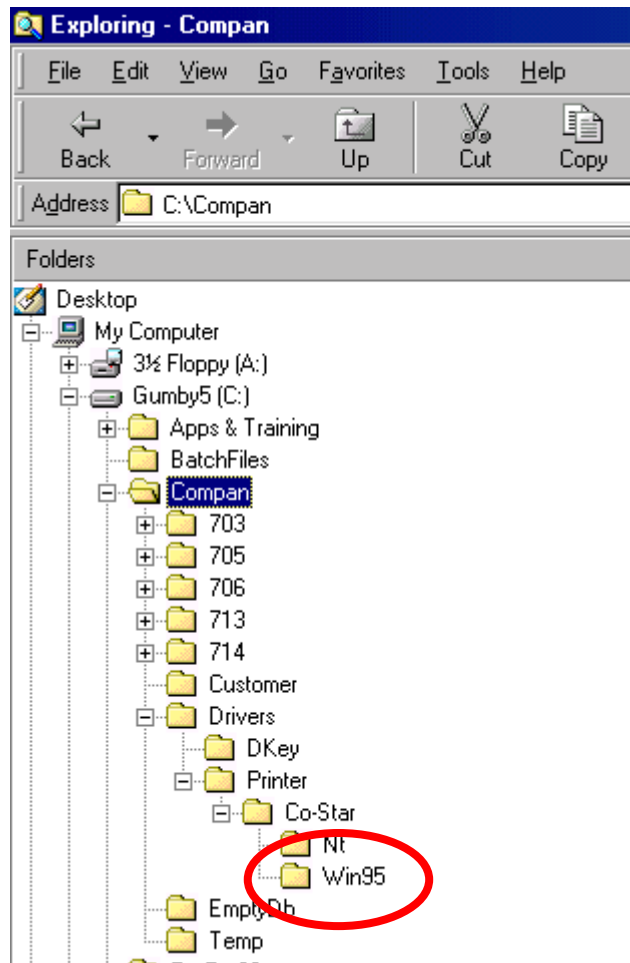 Exploring - Compan
File Edit View Go Favorites Tools Help
Back Forward Up Cut Copy
Address C:\Compan
Folders
Desktop
My Computer
3½ Floppy (A:)
Gumby5 (C:)
Apps & Training
BatchFiles
Compan
703
705
706
713
714
Customer
Drivers
DKey
Printer
Co-Star
Nt
Win95
EmptyDb
Temp